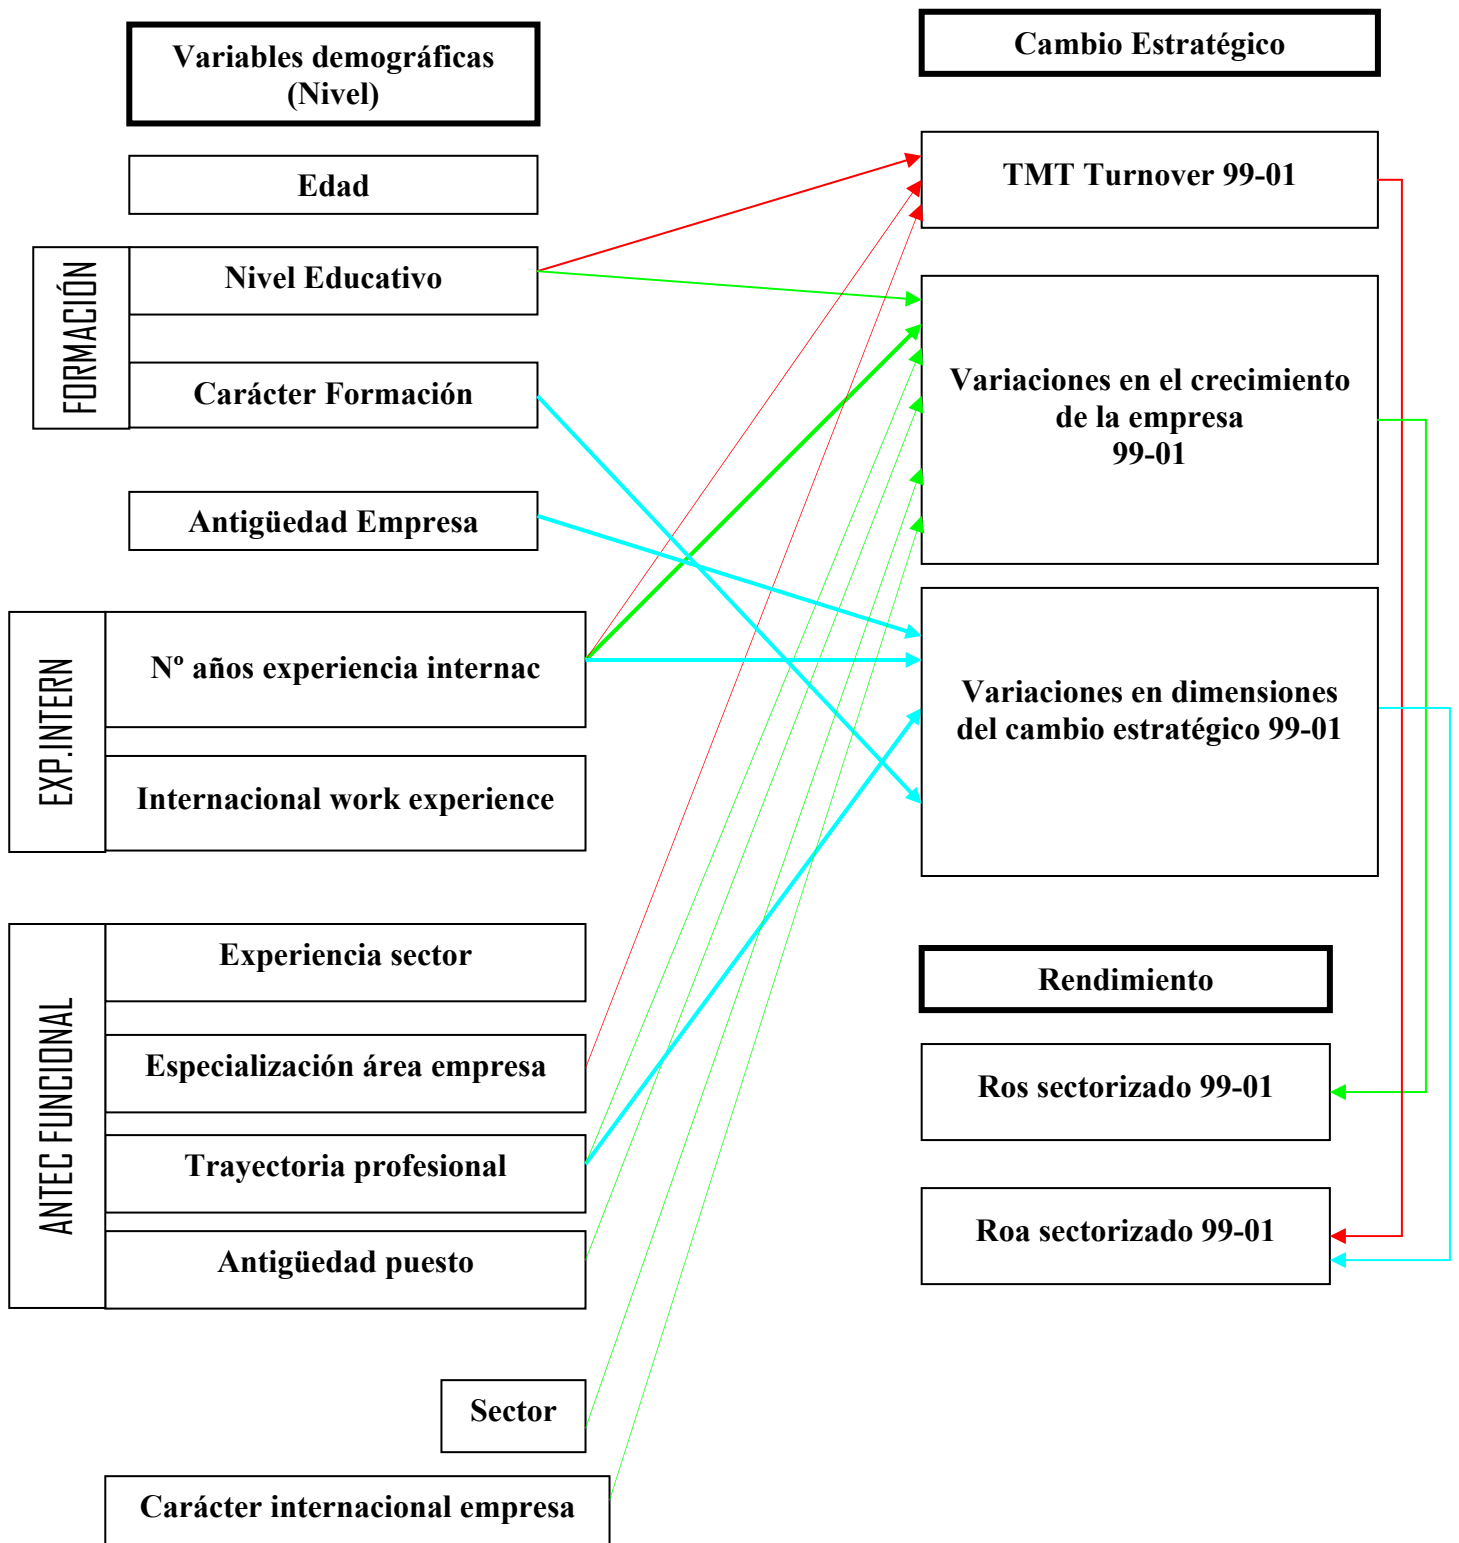 Variables demográficas
(Nivel)
Edad
FORMACIÓN
Nivel Educativo
Carácter Formación
Antigüedad Empresa
EXP.INTERN
Nº años experiencia internac
Internacional work experience
ANTEC FUNCIONAL
Experiencia sector
Especialización área empresa
Trayectoria profesional
Antigüedad puesto
Sector
Carácter internacional empresa
Cambio Estratégico
TMT Turnover 99-01
Variaciones en el crecimiento
de la empresa
99-01
Variaciones en dimensiones
del cambio estratégico 99-01
Rendimiento
Ros sectorizado 99-01
Roa sectorizado 99-01